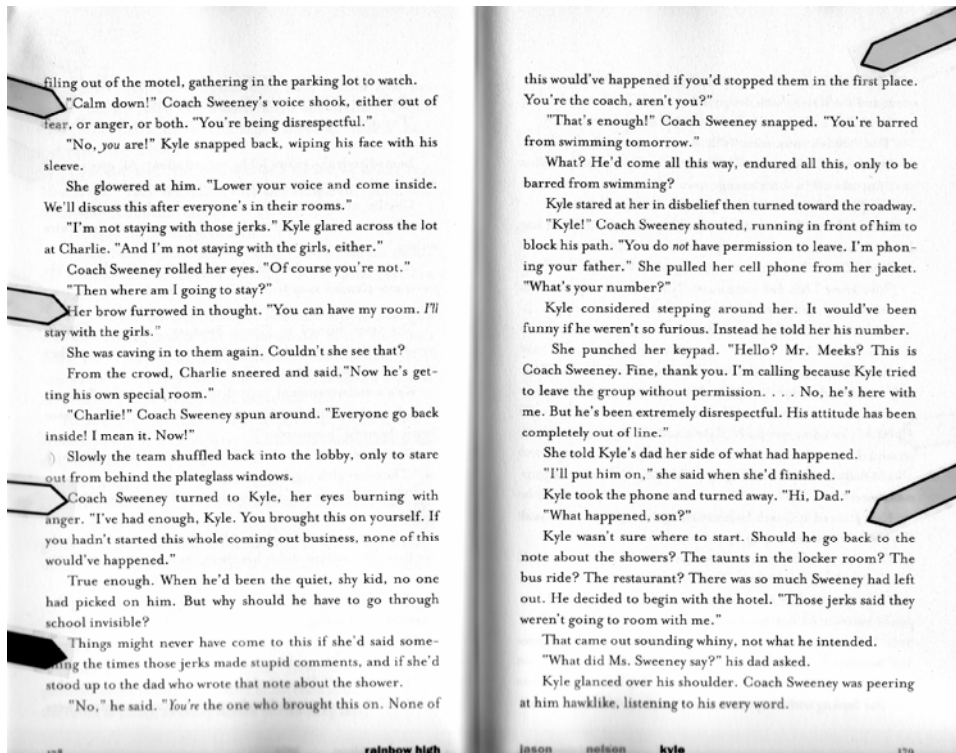 filing out of the motel, gathering in the parking lot to watch.
"Calm down!" Coach Sweeney's voice shook, either out of
fear, or anger, or both. "You're being disrespectful."
"No, you are!" Kyle snapped back, wiping his face with his
sleeve.
She glowered at him. "Lower your voice and come inside.
We'll discuss this after everyone's in their rooms."
"I'm not staying with those jerks." Kyle glared across the lot
at Charlie. "And I'm not staying with the girls, either."
Coach Sweeney rolled her eyes. "Of course you're not."
"Then where am I going to stay?"
Her brow furrowed in thought. "You can have my room. I'll
stay with the girls."
She was caving in to them again. Couldn't she see that?
From the crowd, Charlie sneered and said,"Now he's get-
ting his own special room."
"Charlie!" Coach Sweeney spun around. "Everyone go back
inside! I mean it. Now!"
Slowly the team shuffled back into the lobby, only to stare
out from behind the plateglass windows.
Coach Sweeney turned to Kyle, her eyes burning with
anger. "I've had enough, Kyle. You brought this on yourself. If
you hadn't started this whole coming out business, none of this
would've happened."
True enough. When he'd been the quiet, shy kid, no one
had picked on him. But why should he have to go through
school invisible?
Things might never have come to this if she'd said some-
thing the times those jerks made stupid comments, and if she'd
stood up to the dad who wrote that note about the shower.
"No," he said. "You're the one who brought this on. None of
rainbow high
this would've happened if you'd stopped them in the first place.
You're the coach, aren't you?"
"That's enough!" Coach Sweeney snapped. "You're barred
from swimming tomorrow."
What? He'd come all this way, endured all this, only to be
barred from swimming?
Kyle stared at her in disbelief then turned toward the roadway.
"Kyle!" Coach Sweeney shouted, running in front of him to
block his path. "You do not have permission to leave. I'm phon-
ing your father." She pulled her cell phone from her jacket.
"What's your number?"
Kyle considered stepping around her. It would've been
funny if he weren't so furious. Instead he told her his number.
She punched her keypad. "Hello? Mr. Meeks? This is
Coach Sweeney. Fine, thank you. I'm calling because Kyle tried
to leave the group without permission. . . . No, he's here with
me. But he's been extremely disrespectful. His attitude has been
completely out of line."
She told Kyle's dad her side of what had happened.
"I'll put him on," she said when she'd finished.
Kyle took the phone and turned away. "Hi, Dad."
"What happened, son?"
Kyle wasn't sure where to start. Should he go back to the
note about the showers? The taunts in the locker room? The
bus ride? The restaurant? There was so much Sweeney had left
out. He decided to begin with the hotel. "Those jerks said they
weren't going to room with me."
That came out sounding whiny, not what he intended.
"What did Ms. Sweeney say?" his dad asked.
Kyle glanced over his shoulder. Coach Sweeney was peering
at him hawklike, listening to his every word.
jason nelson kyle